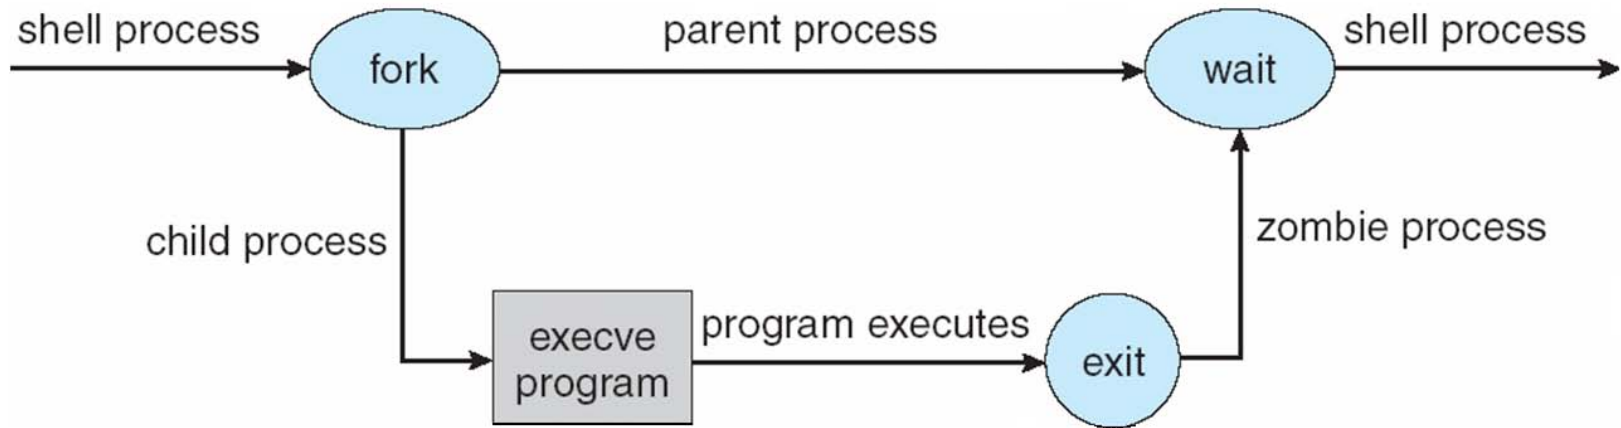 shell process
fork
parent process
wait
shell process
child process
zombie process
execve
program
program executes
exit